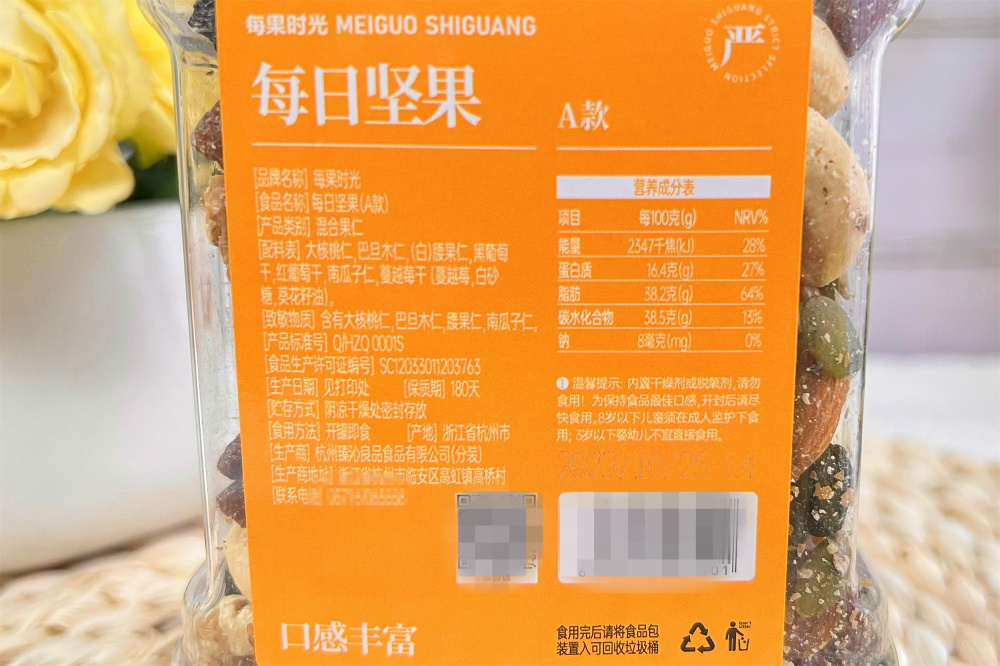 每果时光 MEIGUO SHIGUANG
MEIGUO SHIGUANG STRICT SELECTION
严
每日坚果
A款
[品牌名称] 每果时光
[食品名称] 每日坚果(A款)
[产品类别] 混合果仁
[配料表] 大核桃仁,巴旦木仁,(白)腰果仁,黑葡萄
干,红葡萄干,南瓜子仁,蔓越莓干(蔓越莓,白砂
糖,葵花籽油)。
[致敏物质] 含有大核桃仁,巴旦木仁,腰果仁,南瓜子仁。
[产品标准号] Q/HZQ 0001S
[食品生产许可证编号] SC12033011203763
[生产日期] 见打印处 [保质期] 180天
[贮存方式] 阴凉干燥处密封存放
[食用方法] 开罐即食 [产地] 浙江省杭州市
[生产商] 杭州臻沁良品食品有限公司(分装)
[生产商地址] 浙江省杭州市临安区高虹镇高桥村
[联系电
营养成分表
项目 每100克(g) NRV%
能量 2347千焦(kJ) 28%
蛋白质 16.4克(g) 27%
脂肪 38.2克(g) 64%
碳水化合物 38.5克(g) 13%
钠 8毫克(mg) 0%
温馨提示: 内置干燥剂或脱氧剂,请勿
食用! 为保持食品最佳口感,开封后请尽
快食用,8岁以下儿童须在成人监护下食
用; 3岁以下婴幼儿不宜直接食用。
2023/10/25 14
6 01
口感丰富
食用完后请将食品包
装置入可回收垃圾桶